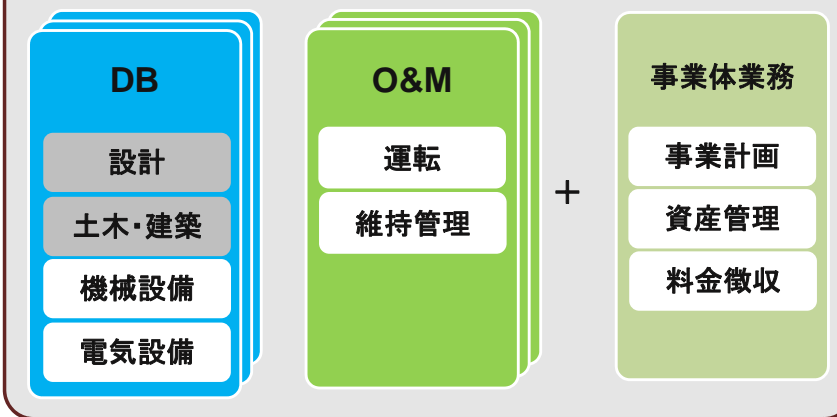 DB
設計
土木・建築
機械設備
電気設備
O&M
運転
維持管理
+
事業体業務
事業計画
資産管理
料金徴収